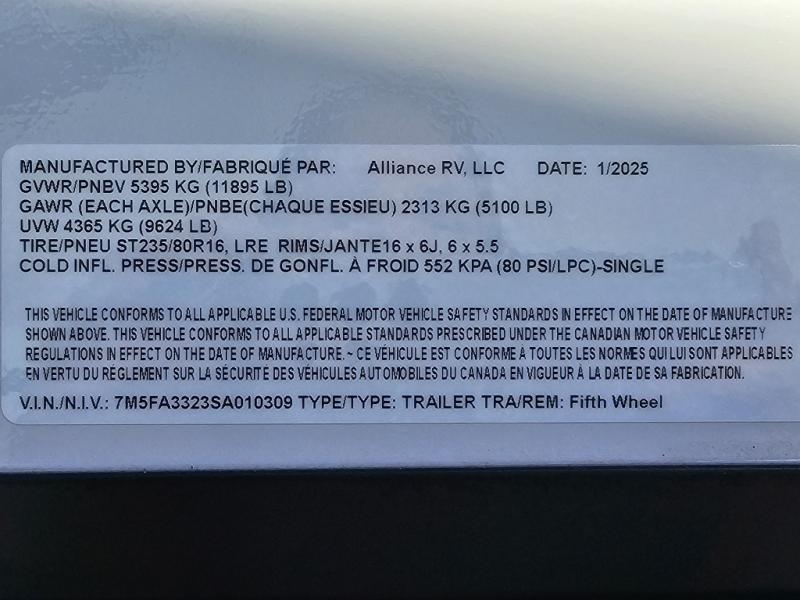 MANUFACTURED BY/FABRIQUÉ PAR: Alliance RV, LLC DATE: 1/2025
GVWR/PNBV 5395 KG (11895 LB)
GAWR (EACH AXLE)/PNBE(CHAQUE ESSIEU) 2313 KG (5100 LB)
UVW 4365 KG (9624 LB)
TIRE/PNEU ST235/80R16, LRE RIMS/JANTE16 x 6J, 6 x 5.5
COLD INFL. PRESS/PRESS. DE GONFL. À FROID 552 KPA (80 PSI/LPC)-SINGLE
THIS VEHICLE CONFORMS TO ALL APPLICABLE U.S. FEDERAL MOTOR VEHICLE SAFETY STANDARDS IN EFFECT ON THE DATE OF MANUFACTURE
SHOWN ABOVE. THIS VEHICLE CONFORMS TO ALL APPLICABLE STANDARDS PRESCRIBED UNDER THE CANADIAN MOTOR VEHICLE SAFETY
REGULATIONS IN EFFECT ON THE DATE OF MANUFACTURE. ~ CE VÉHICULE EST CONFORME À TOUTES LES NORMES QUI LUI SONT APPLICABLES
EN VERTU DU RÈGLEMENT SUR LA SÉCURITÉ DES VÉHICULES AUTOMOBILES DU CANADA EN VIGUEUR À LA DATE DE SA FABRICATION.
V.I.N./N.I.V.: 7M5FA3323SA010309 TYPE/TYPE: TRAILER TRA/REM: Fifth Wheel